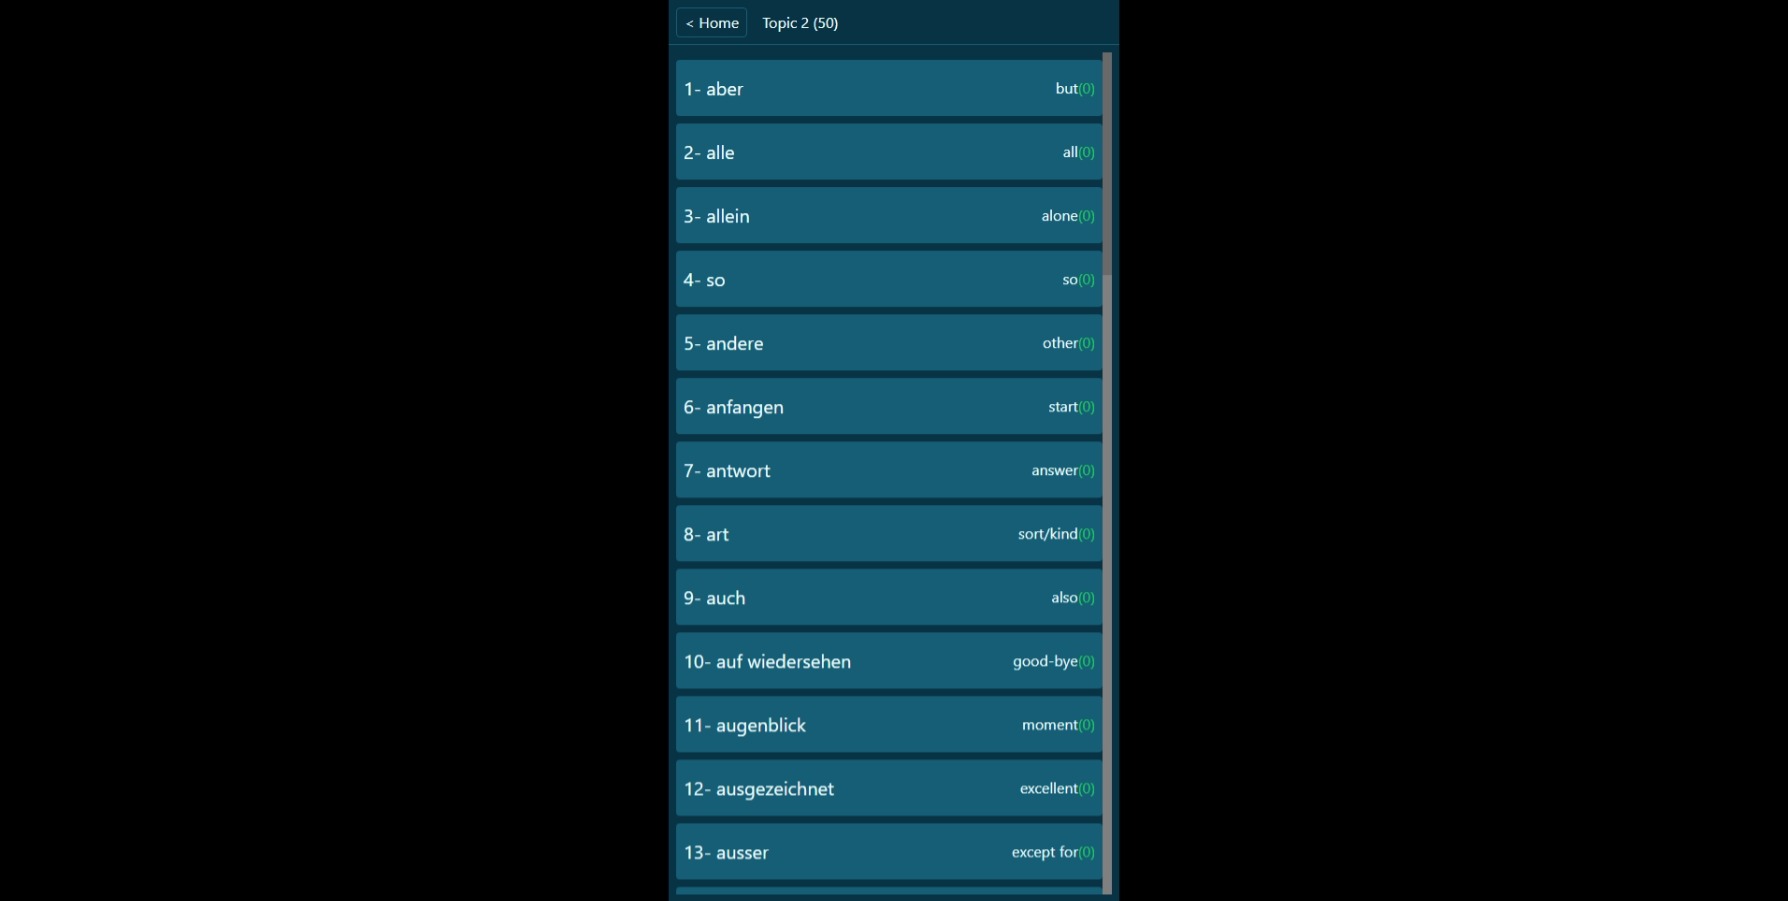 < Home Topic 2 (50)
1- aber but(0)
2- alle all(0)
3- allein alone(0)
4- so so(0)
5- andere other(0)
6- anfangen start(0)
7- antwort answer(0)
8- art sort/kind(0)
9- auch also(0)
10- auf wiedersehen good-bye(0)
11- augenblick moment(0)
12- ausgezeichnet excellent(0)
13- ausser except for(0)